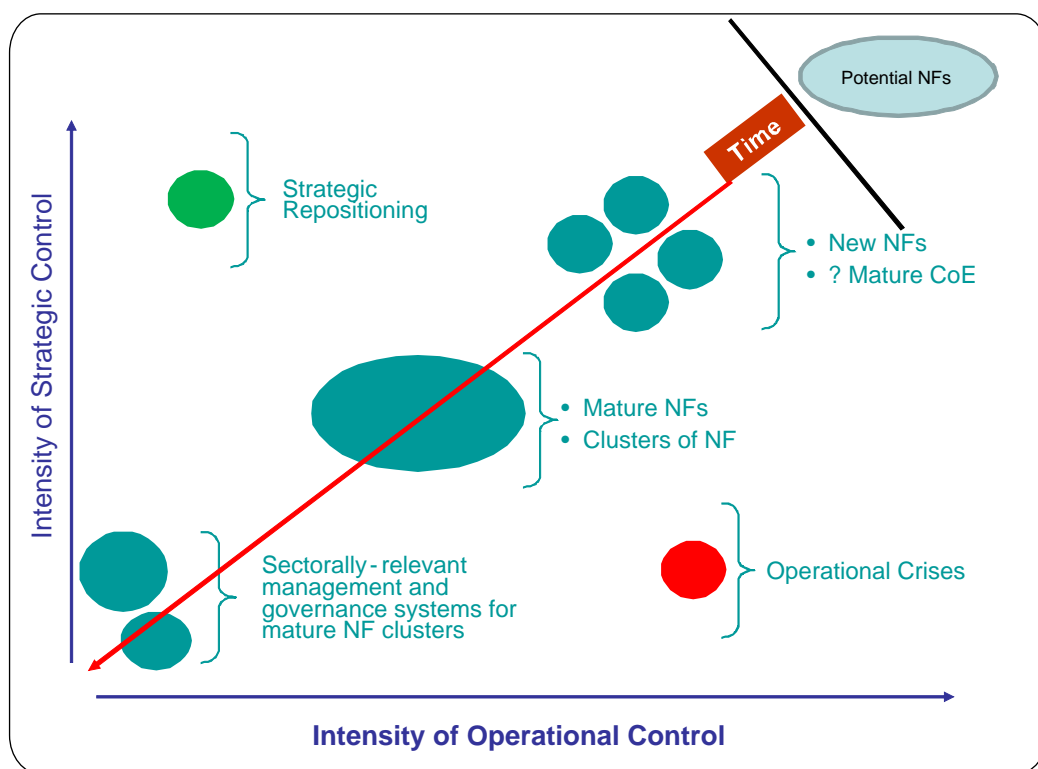 Potential NFs
Time
Strategic
Repositioning
• New NFs
• ? Mature CoE
Intensity of Strategic Control
• Mature NFs
• Clusters of NF
Sectorally-relevant
management and
governance systems for
mature NF clusters
Operational Crises
Intensity of Operational Control